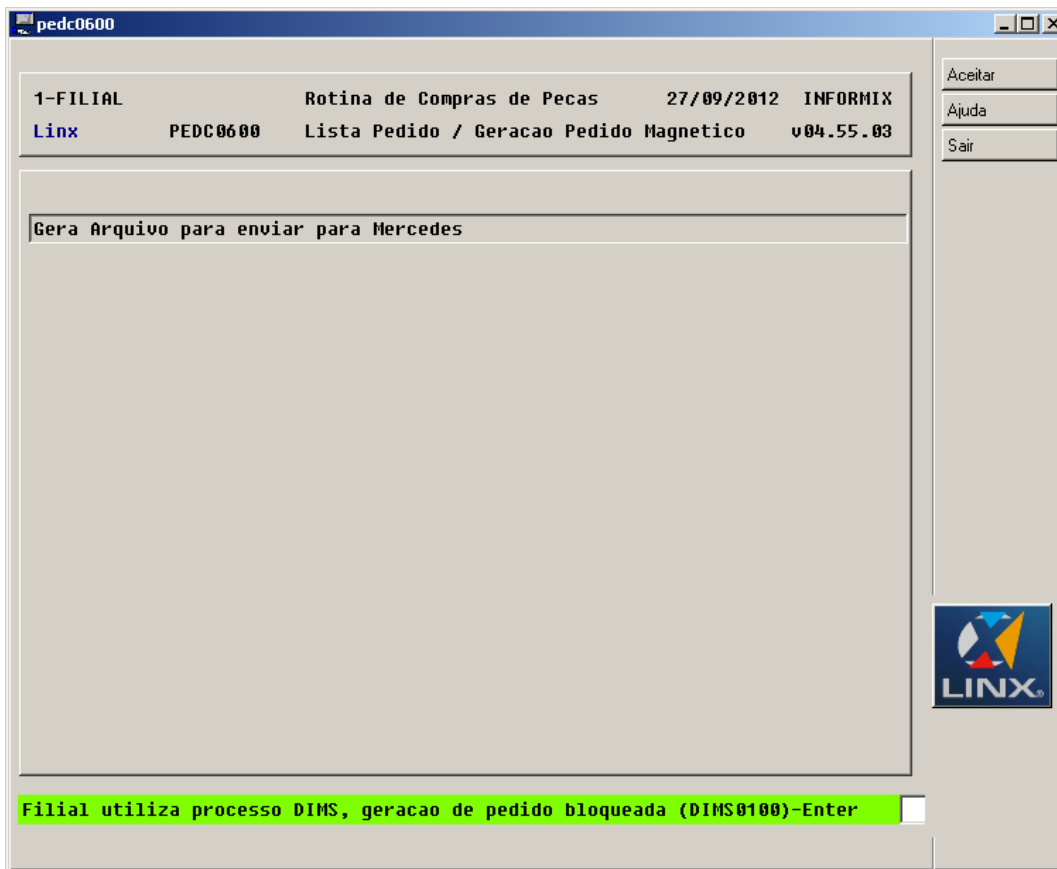 pedc0600
1-FILIAL Rotina de Compras de Pecas 27/09/2012 INFORMIX
Linx PEDC0600 Lista Pedido / Geracao Pedido Magnetico v04.55.03
Gera Arquivo para enviar para Mercedes
Filial utiliza processo DIMS, geracao de pedido bloqueada (DIMS0100)-Enter
Aceitar
Ajuda
Sair
LINX®